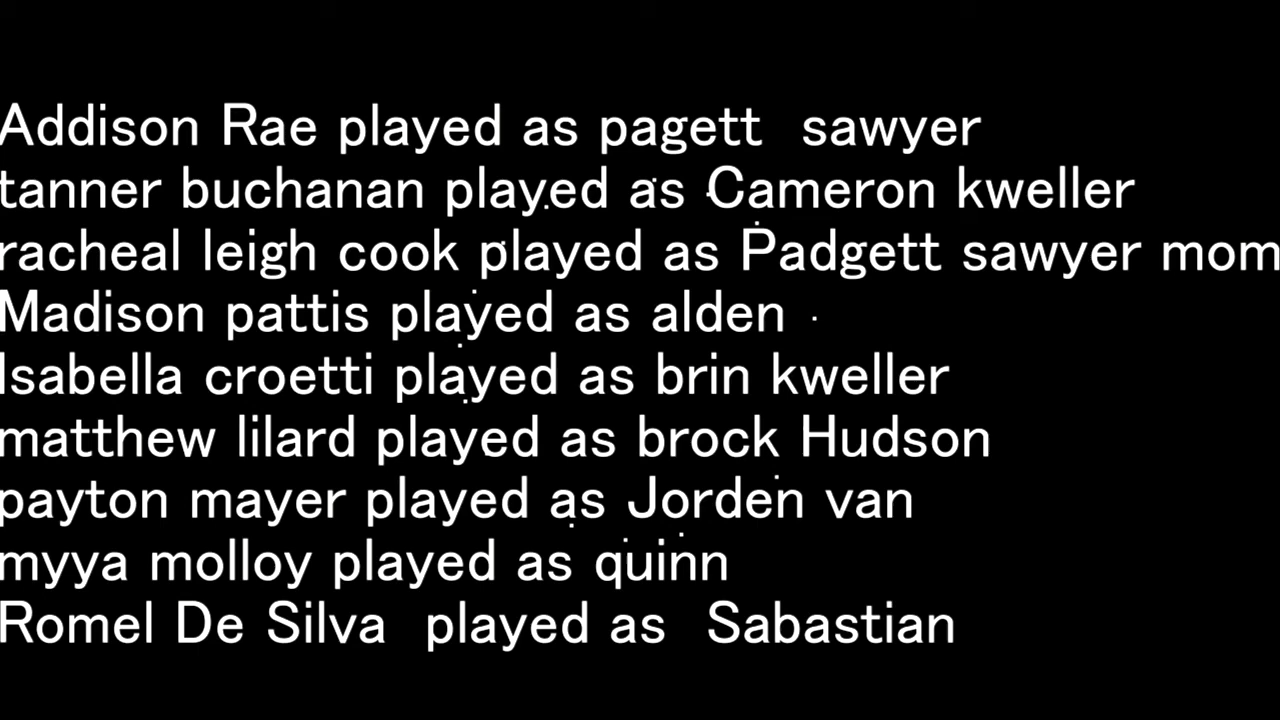 Addison Rae played as pagett sawyer
tanner buchanan played as Cameron kweller
racheal leigh cook played as Padgett sawyer mom
Madison pattis played as alden
Isabella croetti played as brin kweller
matthew lilard played as brock Hudson
payton mayer played as Jorden van
myya molloy played as quinn
Romel De Silva played as Sabastian